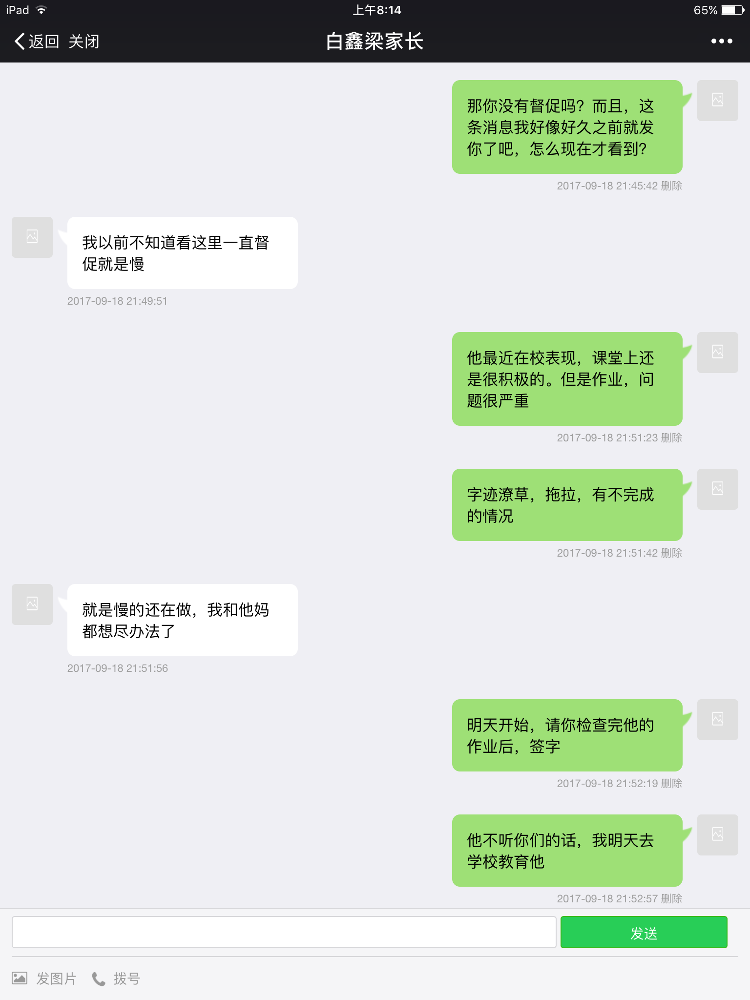 iPad 上午8:14 65%
返回 关闭 白鑫梁家长
那你没有督促吗？而且，这
条消息我好像好久之前就发
你了吧，怎么现在才看到？
2017-09-18 21:45:42 删除
我以前不知道看这里一直督
促就是慢
2017-09-18 21:49:51
他最近在校表现，课堂上还
是很积极的。但是作业，问
题很严重
2017-09-18 21:51:23 删除
字迹潦草，拖拉，有不完成
的情况
2017-09-18 21:51:42 删除
就是慢的还在做，我和他妈
都想尽办法了
2017-09-18 21:51:56
明天开始，请你检查完他的
作业后，签字
2017-09-18 21:52:19 删除
他不听你们的话，我明天去
学校教育他
2017-09-18 21:52:57 删除
发送
发图片 拨号